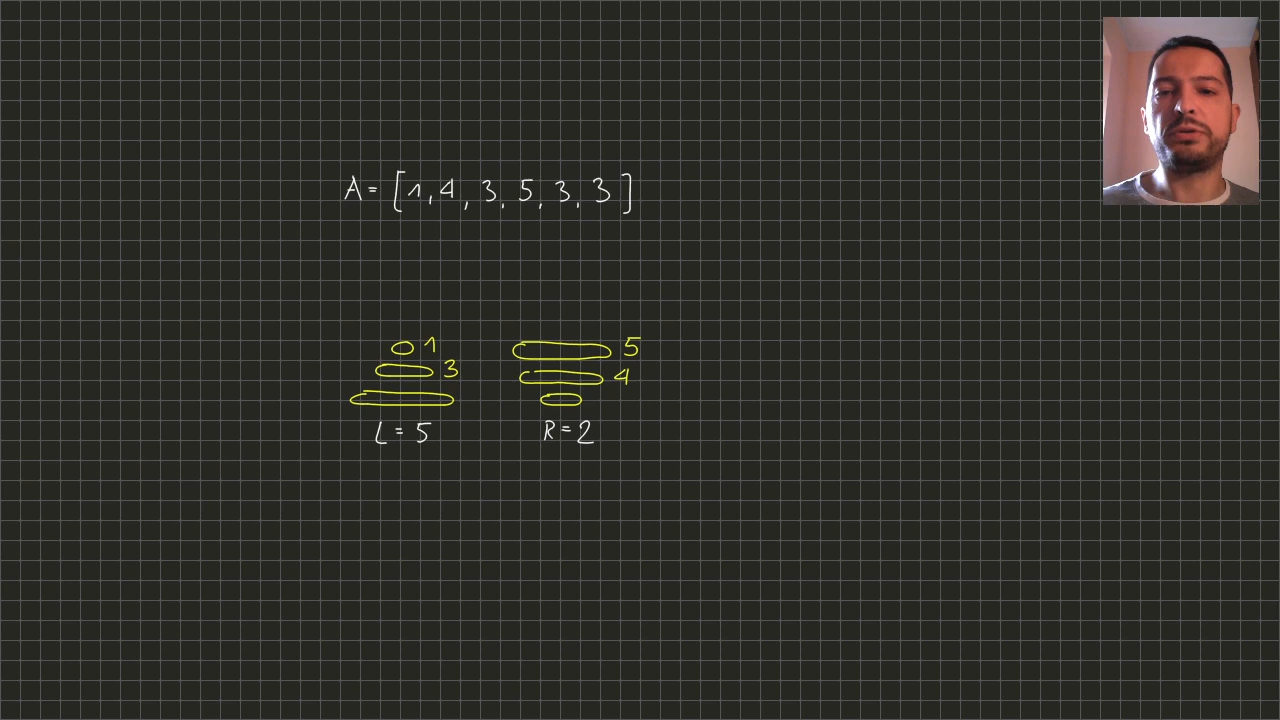 A = [1, 4, 3, 5, 3, 3]
1
3
L = 5
5
4
R = 2